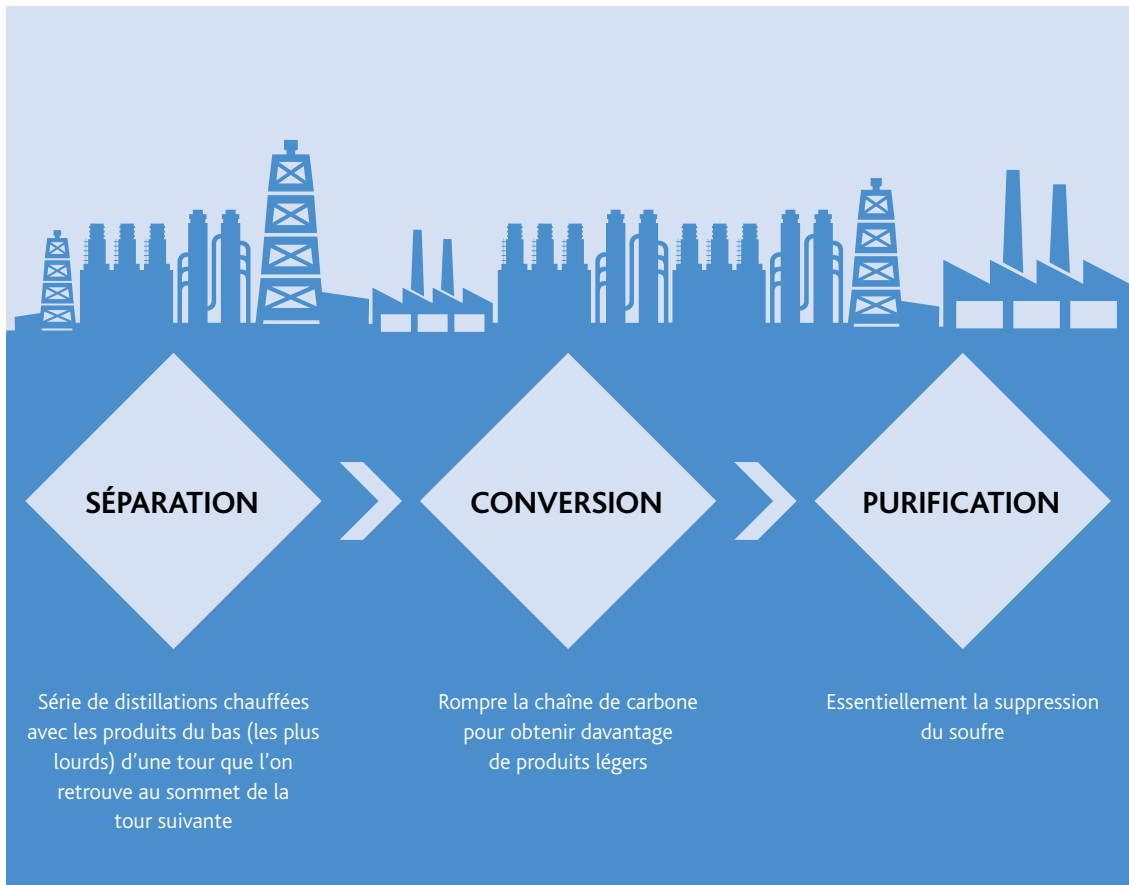 SÉPARATION
CONVERSION
PURIFICATION
Série de distillations chauffées
avec les produits du bas (les plus
lourds) d’une tour que l’on
retrouve au sommet de la
tour suivante
Rompre la chaîne de carbone
pour obtenir davantage
de produits légers
Essentiellement la suppression
du soufre